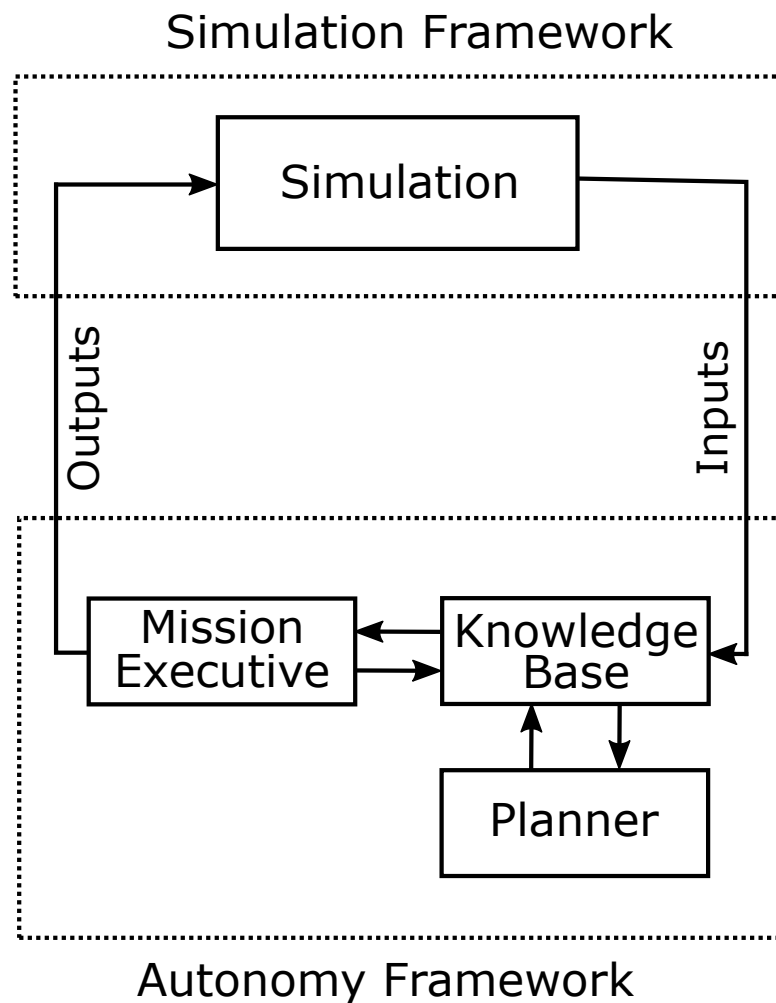 Simulation Framework
Simulation
Outputs
Inputs
Mission
Executive
Knowledge
Base
Planner
Autonomy Framework